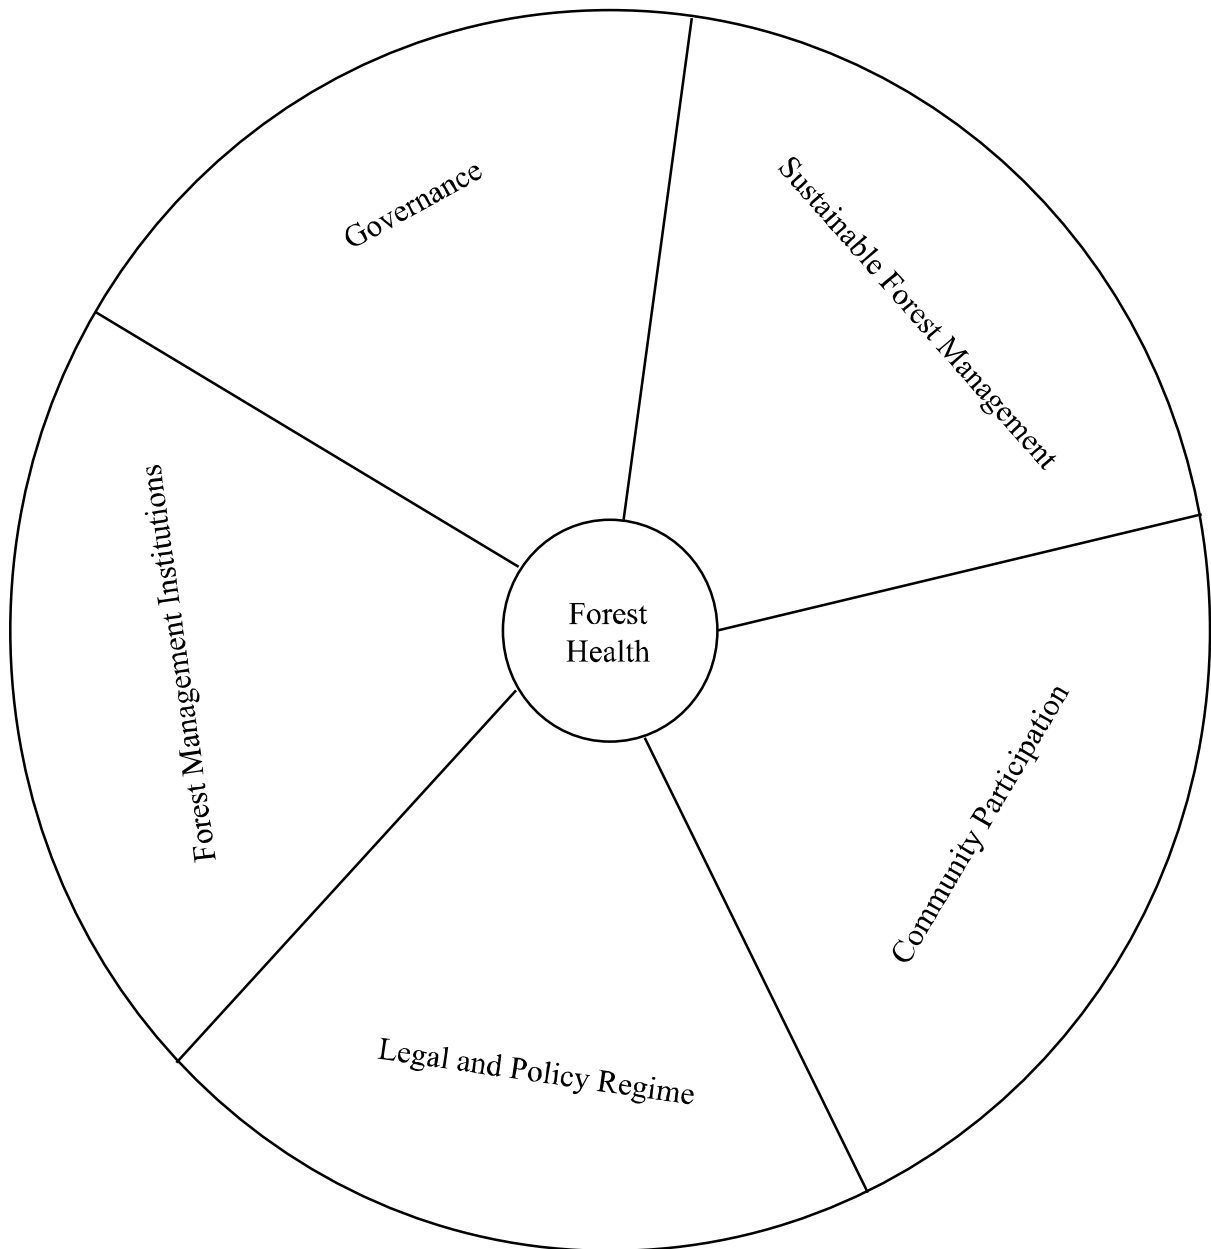 Governance
Sustainable Forest Management
Forest
Health
Forest Management Institutions
Community Participation
Legal and Policy Regime